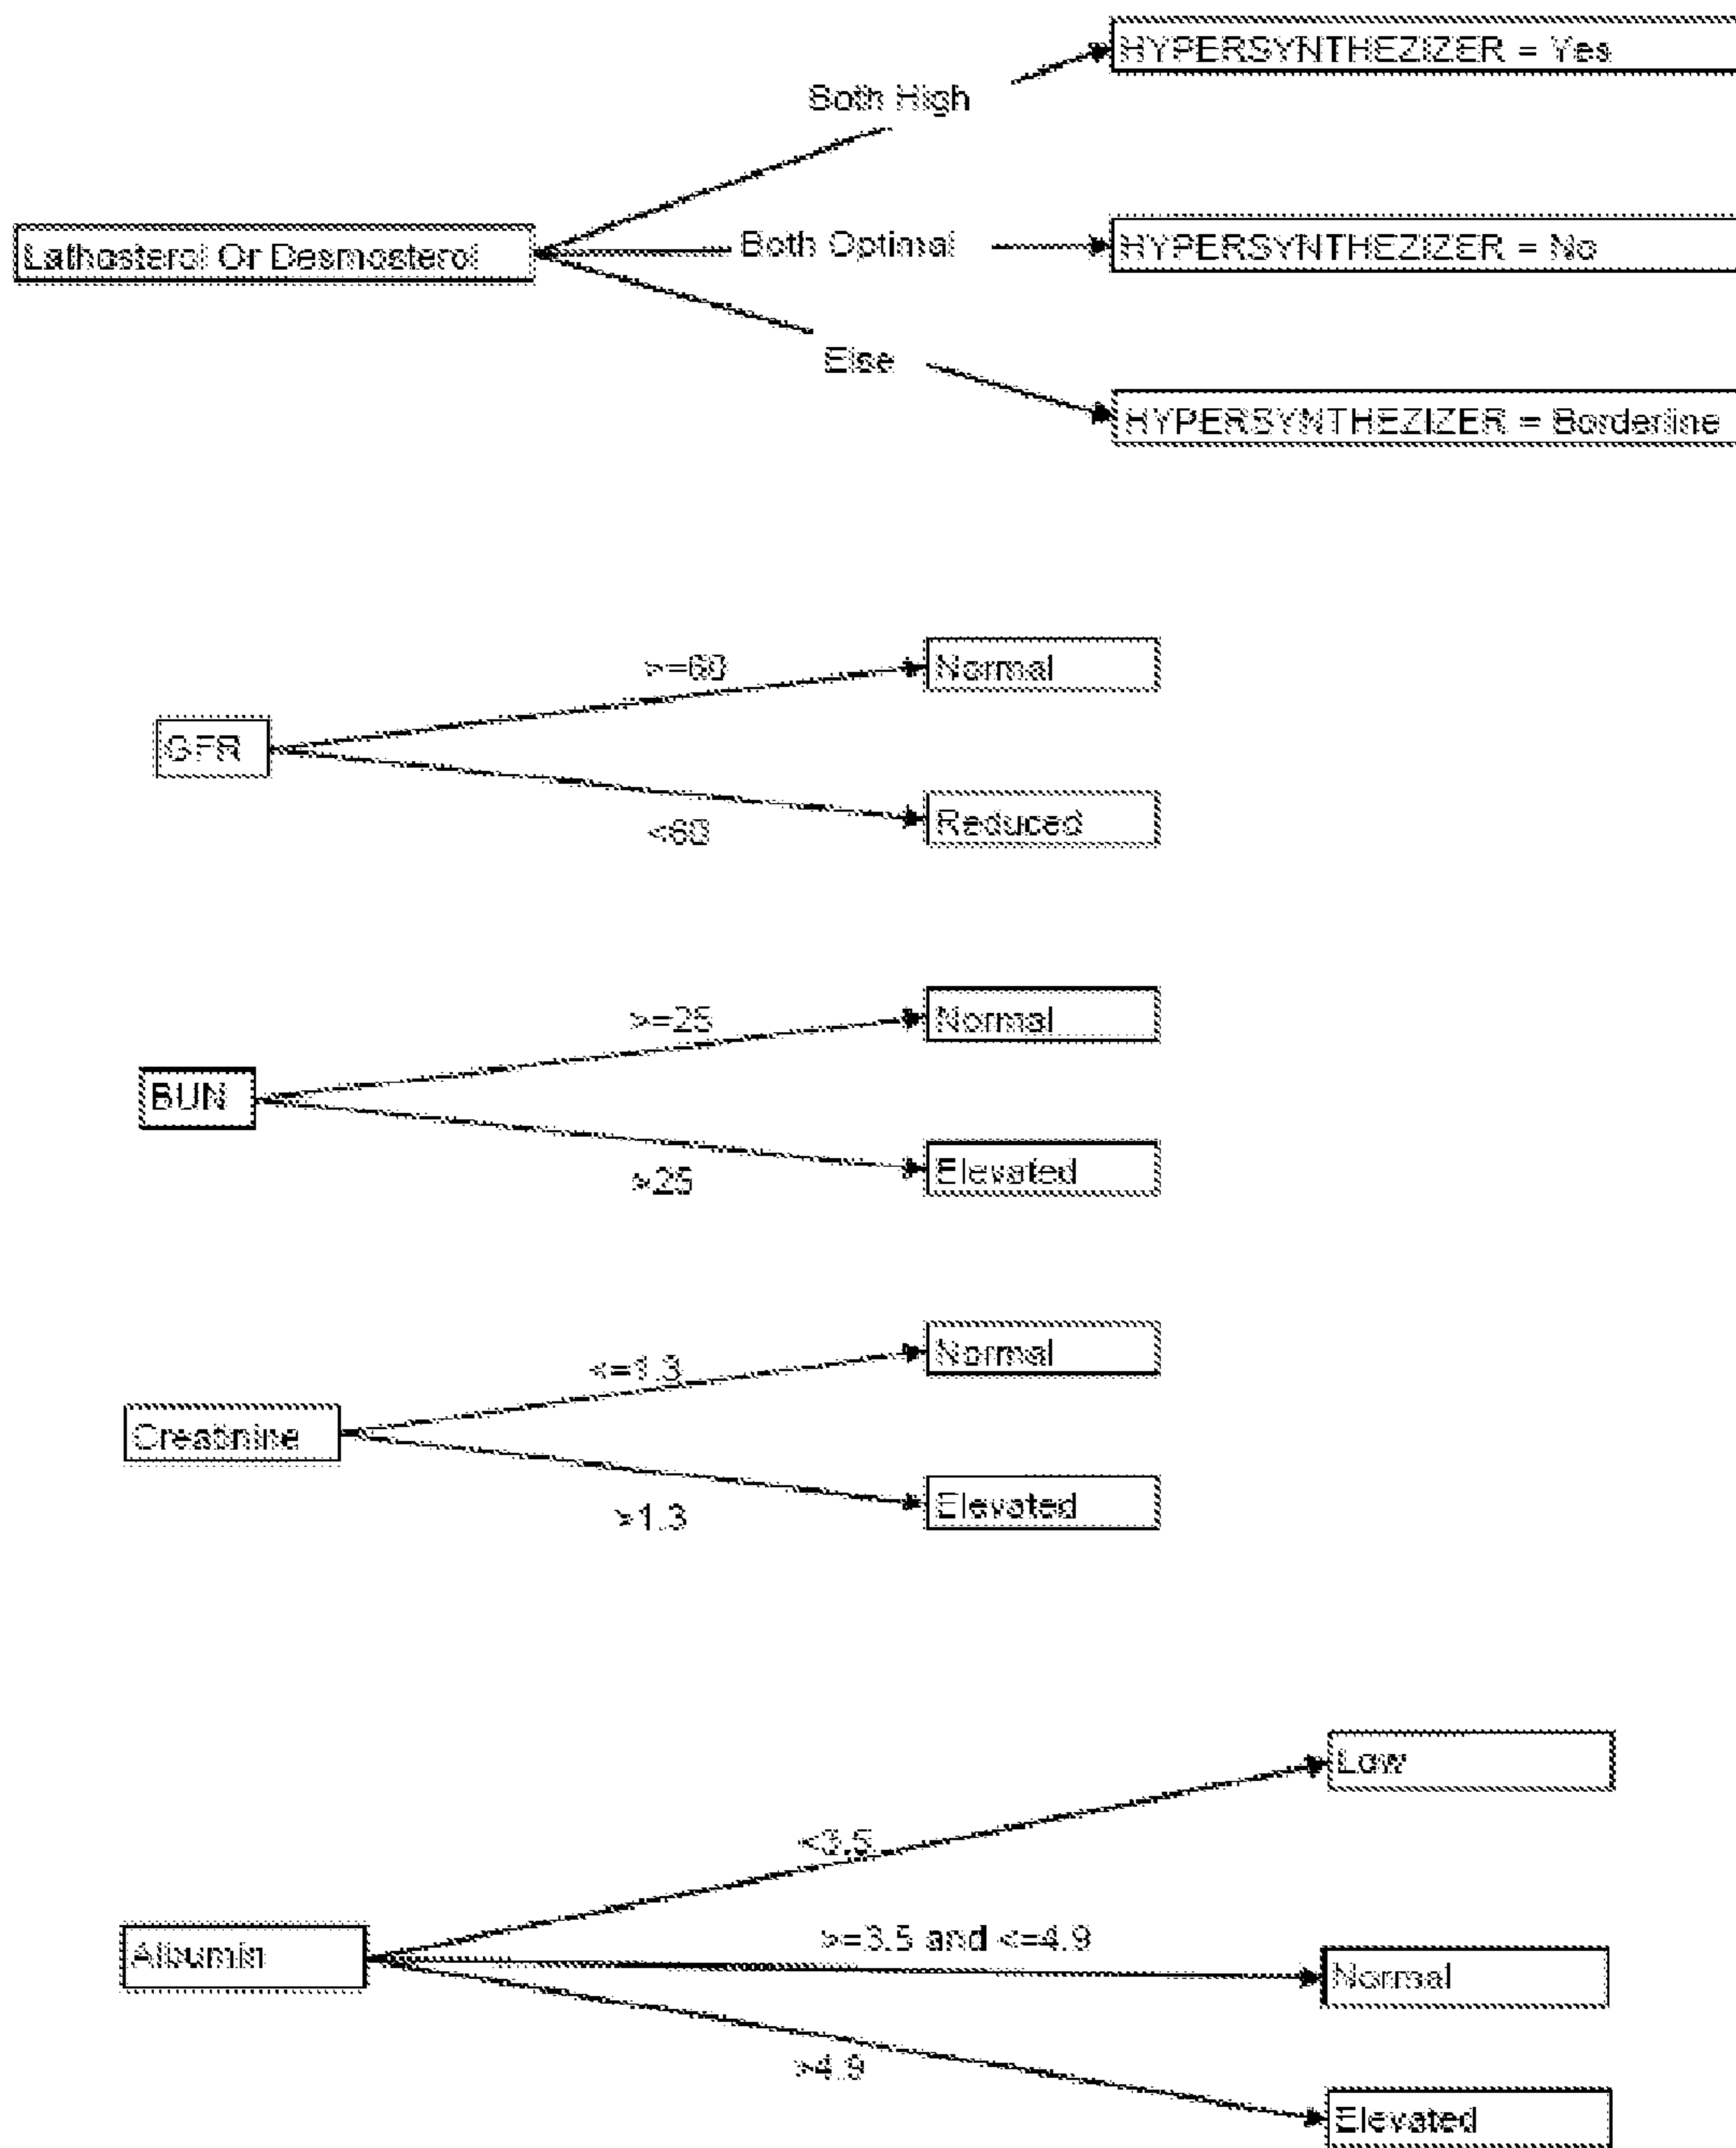 HYPERSYNTHEZIZER = Yes
Both High
Lathosterol Or Desmosterol
Both Optimal
HYPERSYNTHEZIZER = No
Else
HYPERSYNTHEZIZER = Borderline
>=60
Normal
GFR
<60
Reduced
>=25
Normal
BUN
>25
Elevated
<=1.3
Normal
Creatinine
>1.3
Elevated
Low
<3.5
Albumin
>=3.5 and <=4.9
Normal
>4.9
Elevated